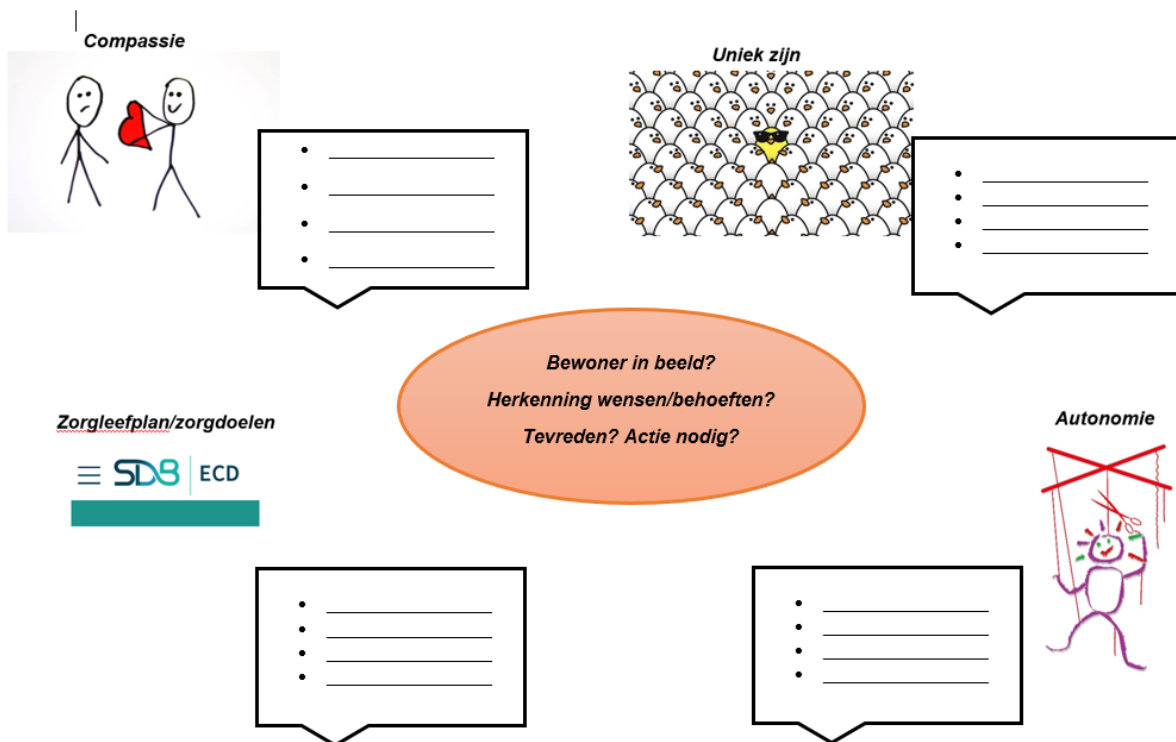 Compassie
Uniek zijn
Bewoner in beeld?
Herkenning wensen/behoeften?
Tevreden? Actie nodig?
Zorgleefplan/zorgdoelen
SDB ECD
Autonomie